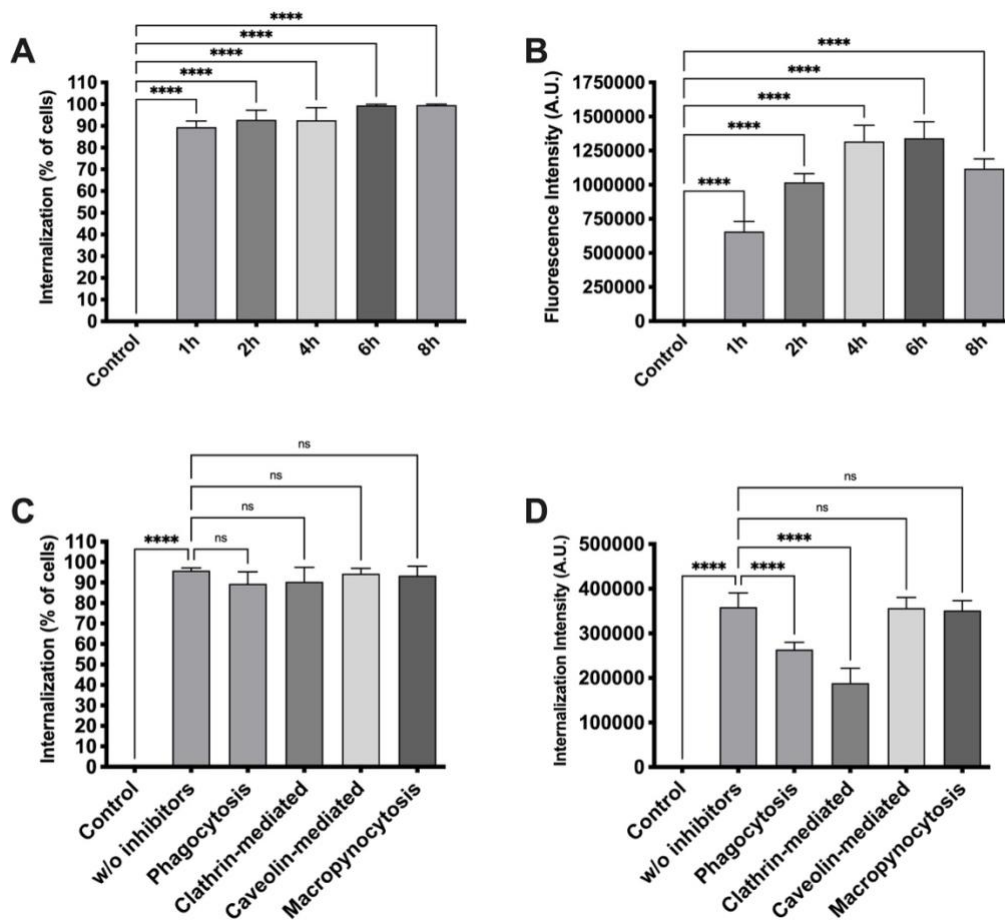 A
Internalization (% of cells)
110
100
90
80
70
60
50
40
30
20
10
0
****
****
****
****
****
Control
1h
2h
4h
6h
8h
B
Fluorescence Intensity (A.U.)
1750000
1500000
1250000
1000000
750000
500000
250000
0
****
****
****
****
****
Control
1h
2h
4h
6h
8h
C
Internalization (% of cells)
110
100
90
80
70
60
50
40
30
20
10
0
ns
ns
ns
****
ns
Control
w/o inhibitors
Phagocytosis
Clathrin-mediated
Caveolin-mediated
Macropynocytosis
D
Internalization Intensity (A.U.)
500000
400000
300000
200000
100000
0
ns
ns
****
****
****
Control
w/o inhibitors
Phagocytosis
Clathrin-mediated
Caveolin-mediated
Macropynocytosis